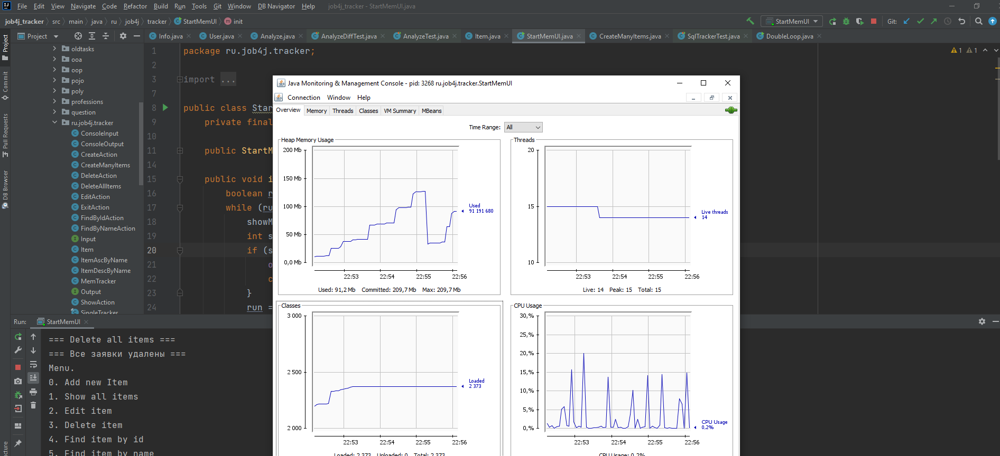 File Edit View Navigate Code Refactor Build Run Tools Git Window DB Navigator Help job4j_tracker - StartMemUI.java
job4j_tracker src main java ru job4j tracker StartMemUI init
StartMemUI Git:
Project
Info.java User.java Analyze.java AnalyzeDiffTest.java AnalyzeTest.java Item.java StartMemUI.java CreateManyItems.java SqlTrackerTest.java DoubleLoop.java
Project
Commit
Pull Requests
DB Browser
oldtasks
ooa
oop
pojo
poly
professions
question
ru.job4j.tracker
ConsoleInput
ConsoleOutput
CreateAction
CreateManyItems
DeleteAction
DeleteAllItems
EditAction
ExitAction
FindByIdAction
FindByNameAction
Input
Item
ItemAscByName
ItemDescByName
MemTracker
Output
ShowAction
SingleTracker
1 package ru.job4j.tracker;
2
3 import ...
7
8 public class Star
9 private final
10
11 public StartM
14
15 public void i
16 boolean r
17 while (ru
18 showM
19 int s
20 if (s
21 o
22 c
23 }
24 run =
1 1
Java Monitoring & Management Console - pid: 3268 ru.job4j.tracker.StartMemUI
Connection Window Help
Overview Memory Threads Classes VM Summary MBeans
Time Range: All
Heap Memory Usage
200 Mb
150 Mb
100 Mb
50 Mb
0,0 Mb
Used
91 191 680
22:53 22:54 22:55 22:56
Used: 91,2 Mb Committed: 209,7 Mb Max: 209,7 Mb
Threads
20
15
10
Live threads
14
22:53 22:54 22:55 22:56
Live: 14 Peak: 15 Total: 15
Classes
3 000
2 500
2 000
Loaded
2 373
22:53 22:54 22:55 22:56
Loaded: 2 373 Unloaded: 0 Total: 2 373
CPU Usage
30,%
25,%
20,%
15,%
10,%
5,%
0,%
CPU Usage
0,2%
22:53 22:54 22:55 22:56
CPU Usage: 0,2%
Run: StartMemUI
=== Delete all items ===
=== Все заявки удалены ===
Menu.
0. Add new Item
1. Show all items
2. Edit item
3. Delete item
4. Find item by id
5. Find item by name